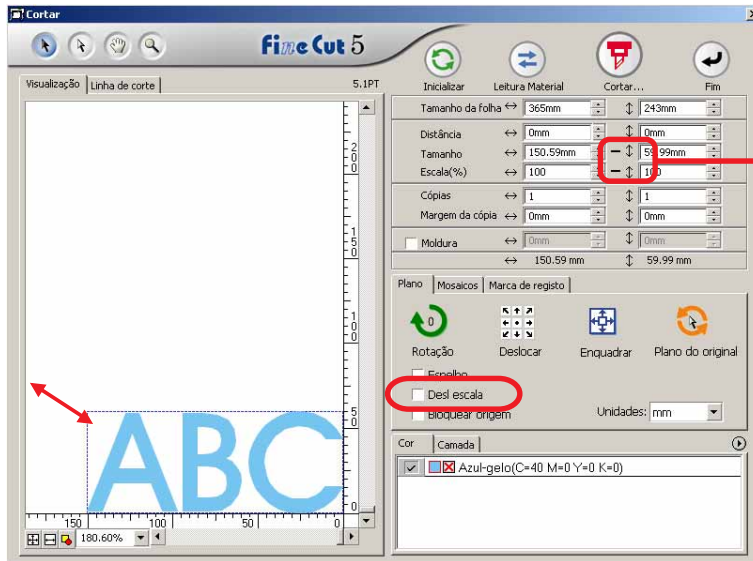 Cortar
FineCut 5
Inicializar Leitura Material Cortar... Fim
Visualização Linha de corte 5.1PT
Tamanho da folha 365mm 243mm
Distância 0mm 0mm
Tamanho 150.59mm 59.99mm
Escala(%) 100 100
Cópias 1 1
Margem da cópia 0mm 0mm
Moldura 0mm 0mm
150.59 mm 59.99 mm
Plano Mosaicos Marca de registo
0
Rotação Deslocar Enquadrar Plano do original
Espelho
Desl escala
Bloquear origem Unidades: mm
Cor Camada
Azul-gelo(C=40 M=0 Y=0 K=0)
200
150
100
50
0
ABC
150 100 50 0
180.60%